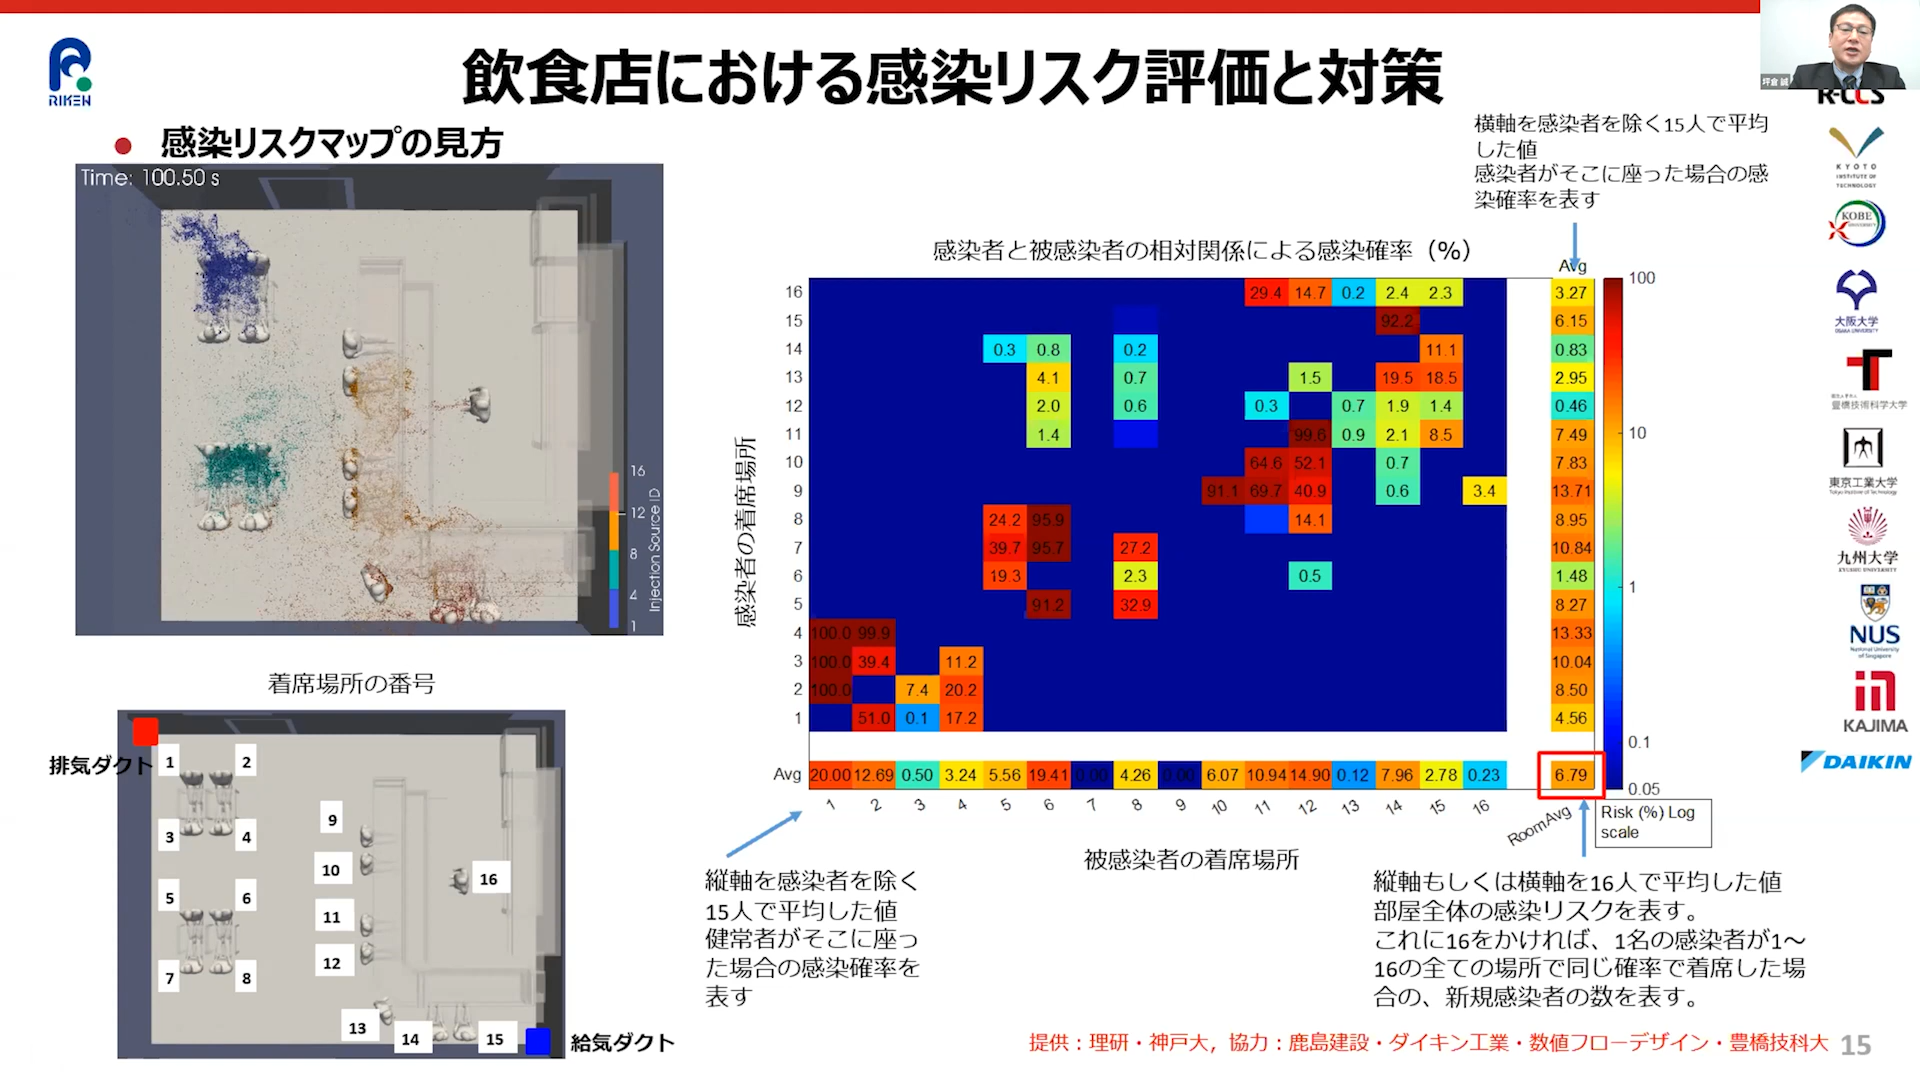 飲食店における感染リスク評価と対策
RIKEN
坪倉 誠
R-CCS
● 感染リスクマップの見方
Time: 100.50 s
16
12
8
4
1
Injection Source ID
着席場所の番号
排気ダクト
1
2
3
4
5
6
7
8
9
10
11
12
13
14
15
16
給気ダクト
横軸を感染者を除く15人で平均
した値
感染者がそこに座った場合の感
染確率を表す
感染者と被感染者の相対関係による感染確率（%）
Avg
感染者の着席場所
16 29.4 14.7 0.2 2.4 2.3 3.27
15 92.2 6.15
14 0.3 0.8 0.2 11.1 0.83
13 4.1 0.7 1.5 19.5 18.5 2.95
12 2.0 0.6 0.3 0.7 1.9 1.4 0.46
11 1.4 99.6 0.9 2.1 8.5 7.49
10 64.6 52.1 0.7 7.83
9 91.1 69.7 40.9 0.6 3.4 13.71
8 24.2 95.9 14.1 8.95
7 39.7 95.7 27.2 10.84
6 19.3 2.3 0.5 1.48
5 91.2 32.9 8.27
4 100.0 99.9 13.33
3 100.0 39.4 11.2 10.04
2 100.0 7.4 20.2 8.50
1 51.0 0.1 17.2 4.56
Avg 20.00 12.69 0.50 3.24 5.56 19.41 0.00 4.26 0.00 6.07 10.94 14.90 0.12 7.96 2.78 0.23 6.79
1 2 3 4 5 6 7 8 9 10 11 12 13 14 15 16 RoomAvg
被感染者の着席場所
100
10
1
0.1
0.05
Risk (%) Log
scale
縦軸を感染者を除く
15人で平均した値
健常者がそこに座っ
た場合の感染確率を
表す
縦軸もしくは横軸を16人で平均した値
部屋全体の感染リスクを表す。
これに16をかければ、1名の感染者が1～
16の全ての場所で同じ確率で着席した場
合の、新規感染者の数を表す。
KYOTO
INSTITUTE OF
TECHNOLOGY
KOBE
UNIVERSITY
大阪大学
OSAKA UNIVERSITY
豊橋技術科学大学
東京工業大学
Tokyo Institute of Technology
九州大学
KYUSHU UNIVERSITY
NUS
National University
of Singapore
KAJIMA
DAIKIN
提供：理研・神戸大，協力：鹿島建設・ダイキン工業・数値フローデザイン・豊橋技科大
15